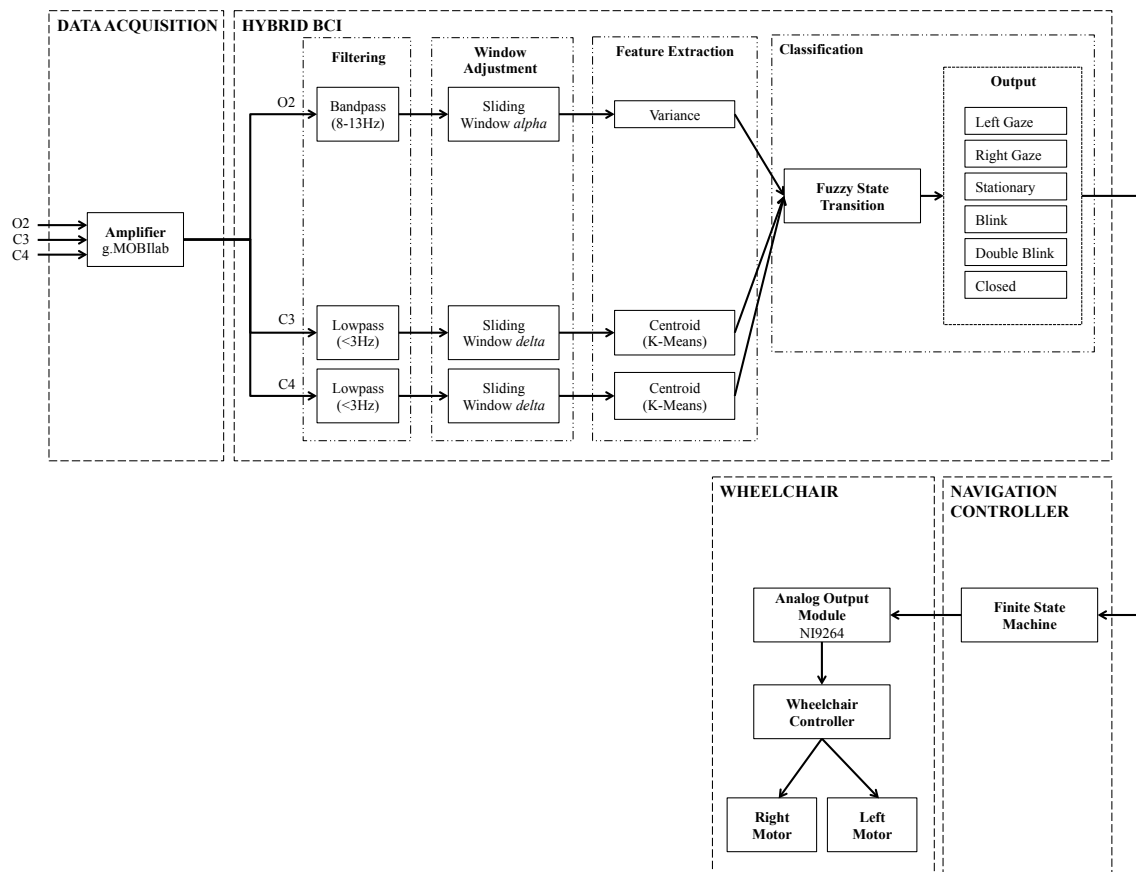 DATA ACQUISITION
HYBRID BCI
Filtering
Window
Adjustment
Feature Extraction
Classification
Output
O2
Bandpass
(8-13Hz)
Sliding
Window alpha
Variance
Left Gaze
Right Gaze
Stationary
Blink
Double Blink
Closed
Fuzzy State
Transition
O2
C3
C4
Amplifier
g.MOBIlab
C3
Lowpass
(<3Hz)
Sliding
Window delta
Centroid
(K-Means)
C4
Lowpass
(<3Hz)
Sliding
Window delta
Centroid
(K-Means)
WHEELCHAIR
NAVIGATION
CONTROLLER
Analog Output
Module
NI9264
Finite State
Machine
Wheelchair
Controller
Right
Motor
Left
Motor